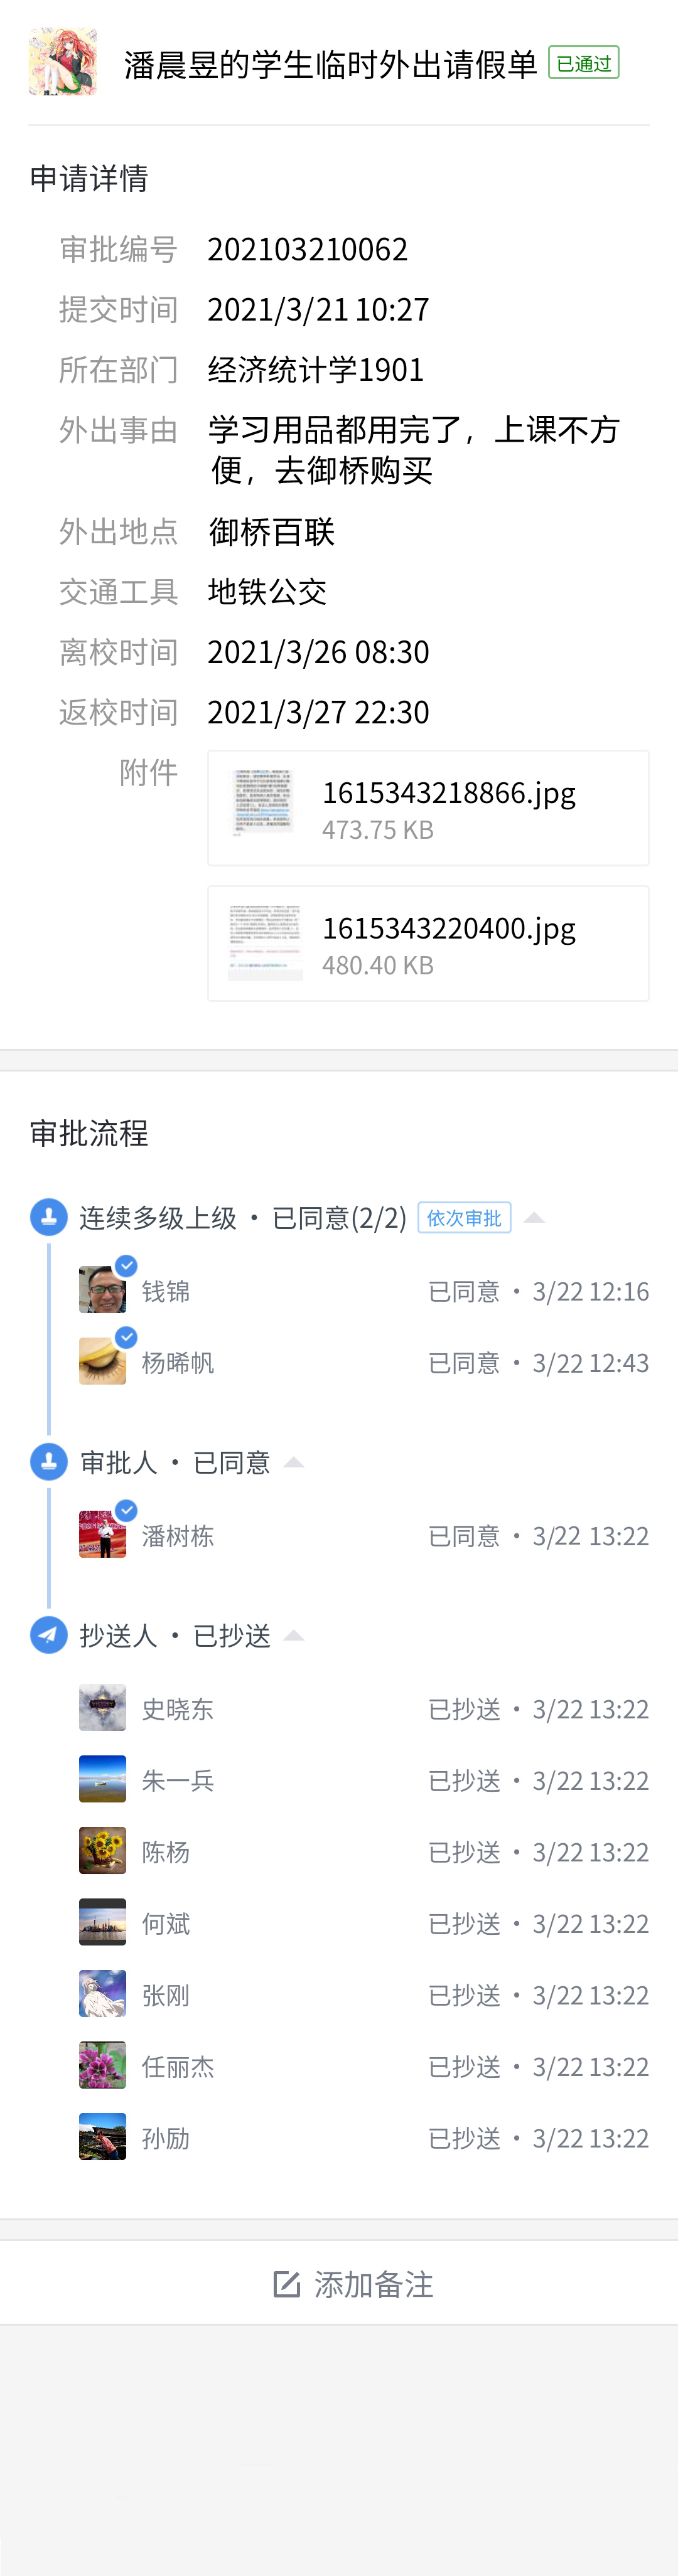 潘晨昱的学生临时外出请假单 已通过
申请详情
审批编号 202103210062
提交时间 2021/3/21 10:27
所在部门 经济统计学1901
外出事由 学习用品都用完了，上课不方
便，去御桥购买
外出地点 御桥百联
交通工具 地铁公交
离校时间 2021/3/26 08:30
返校时间 2021/3/27 22:30
附件 1615343218866.jpg
473.75 KB
1615343220400.jpg
480.40 KB
审批流程
连续多级上级 · 已同意(2/2) 依次审批
钱锦 已同意 · 3/22 12:16
杨晞帆 已同意 · 3/22 12:43
审批人 · 已同意
潘树栋 已同意 · 3/22 13:22
抄送人 · 已抄送
史晓东 已抄送 · 3/22 13:22
朱一兵 已抄送 · 3/22 13:22
陈杨 已抄送 · 3/22 13:22
何斌 已抄送 · 3/22 13:22
张刚 已抄送 · 3/22 13:22
任丽杰 已抄送 · 3/22 13:22
孙励 已抄送 · 3/22 13:22
添加备注